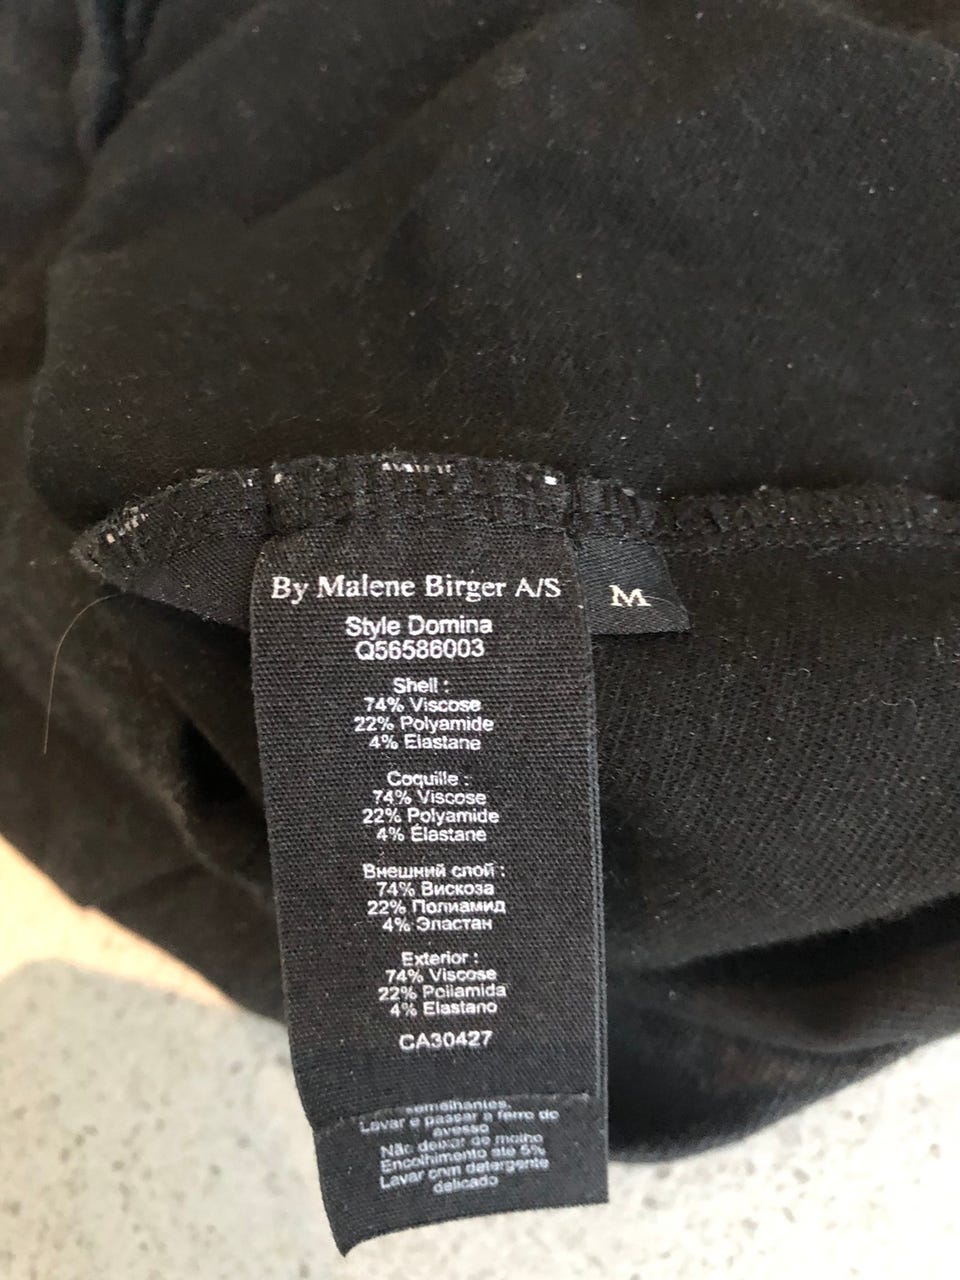 By Malene Birger A/S
M
Style Domina
Q56586003
Shell :
74% Viscose
22% Polyamide
4% Elastane
Coquille :
74% Viscose
22% Polyamide
4% Élastane
Внешний слой :
74% Вискоза
22% Полиамид
4% Эластан
Exterior :
74% Viscose
22% Poliamida
4% Elastano
CA30427
semelhantes.
Lavar e passar a ferro do
avesso
Não deixar de molho
Encolhimento até 5%
Lavar com detergente
delicado